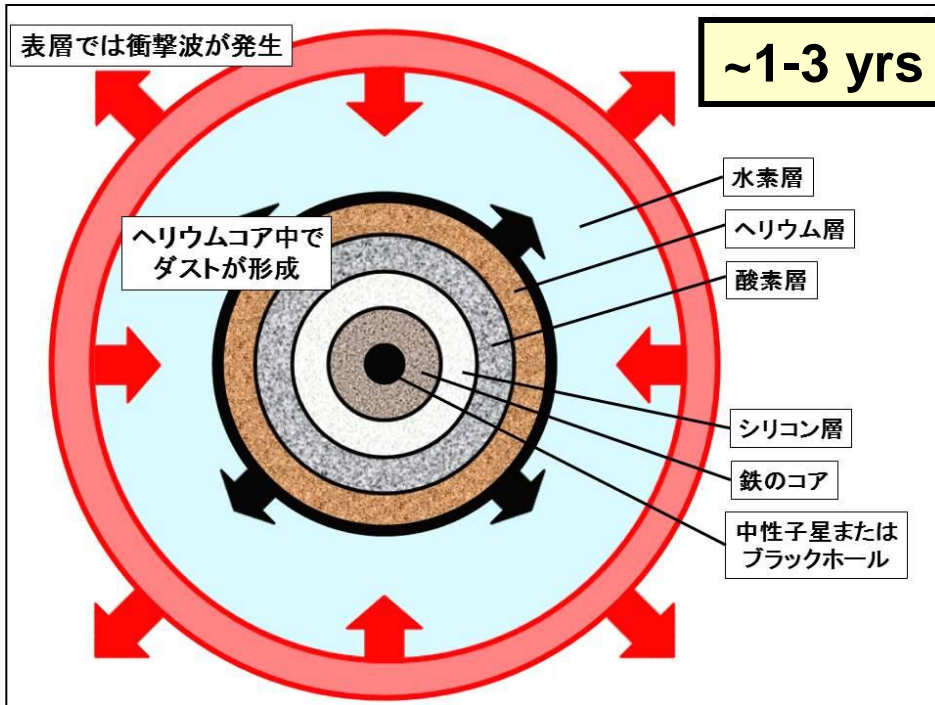 表層では衝撃波が発生
~1-3 yrs
水素層
ヘリウム層
ヘリウムコア中で
ダストが形成
酸素層
シリコン層
鉄のコア
中性子星または
ブラックホール